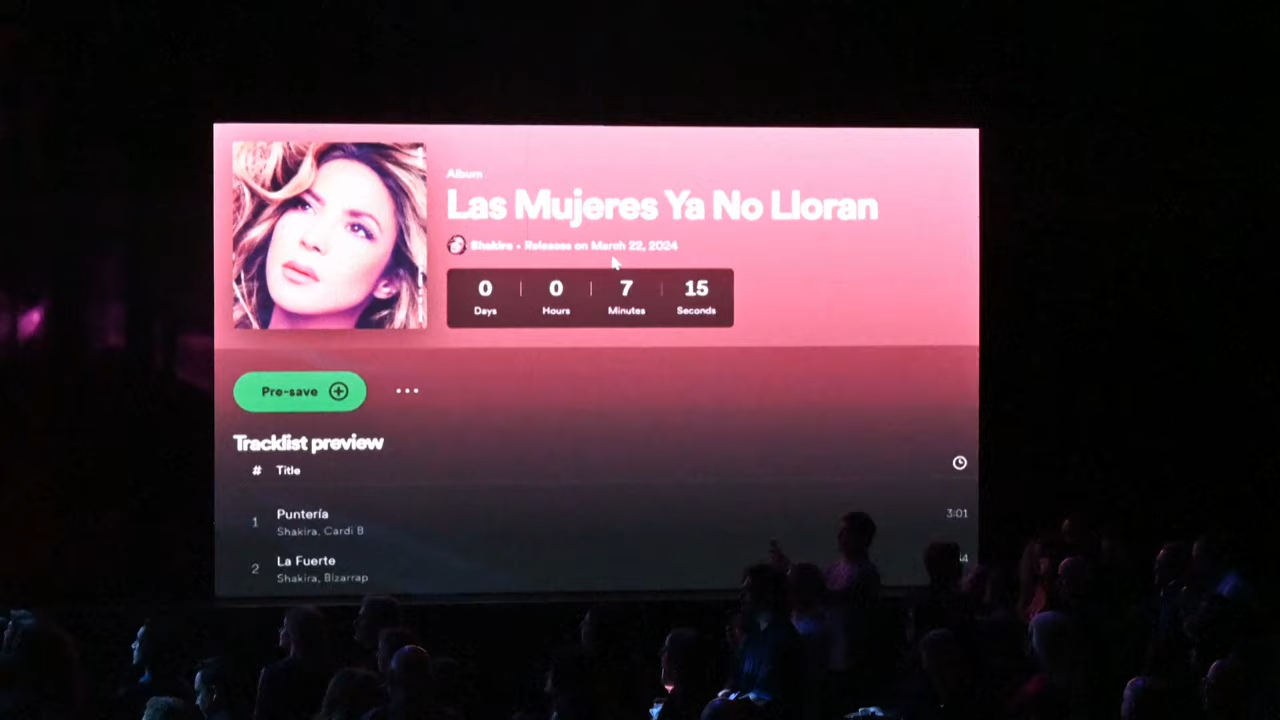 Album
Las Mujeres Ya No Lloran
Shakira • Releases on March 22, 2024
0 | 0 | 7 | 15
Days Hours Minutes Seconds
Pre-save
Tracklist preview
# Title
1 Puntería 3:01
Shakira, Cardi B
2 La Fuerte
Shakira, Bizarrap